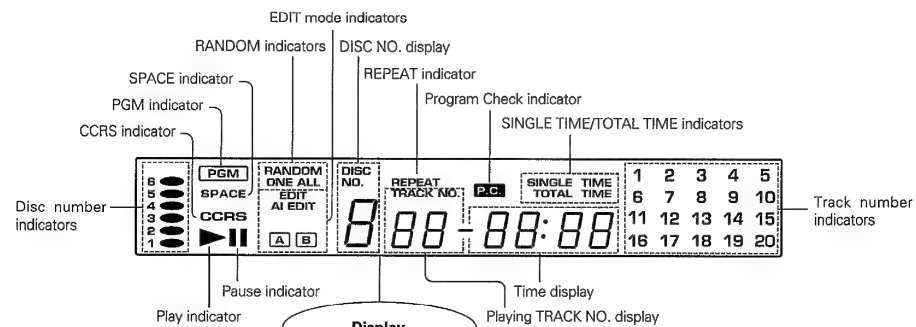 EDIT mode indicators
RANDOM indicators
DISC NO. display
SPACE indicator
REPEAT indicator
PGM indicator
Program Check indicator
CCRS indicator
SINGLE TIME/TOTAL TIME indicators
Disc number
indicators
6
5
4
3
2
1
PGM
SPACE
CCRS
RANDOM
ONE ALL
EDIT
AI EDIT
A B
DISC
NO.
8
REPEAT
TRACK NO.
P.C.
SINGLE TIME
TOTAL TIME
88-88:88
1 2 3 4 5
6 7 8 9 10
11 12 13 14 15
16 17 18 19 20
Track number
indicators
Pause indicator
Time display
Play indicator
Display
Playing TRACK NO. display